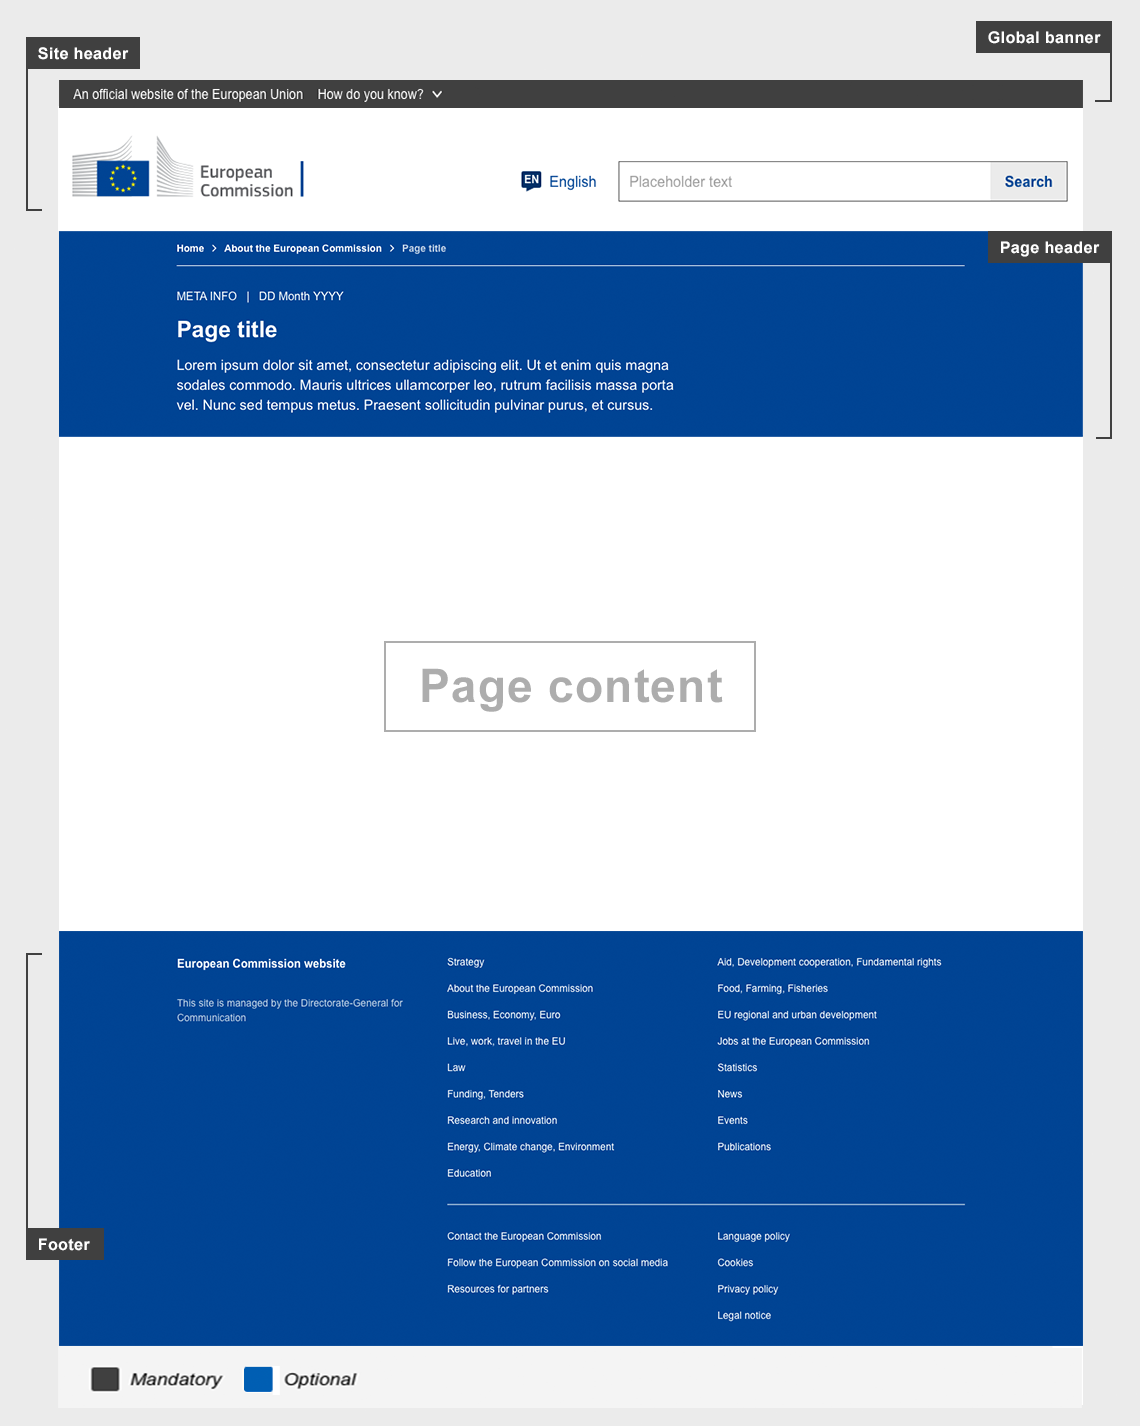 Site header
Global banner
An official website of the European Union How do you know?
European
Commission
EN English
Placeholder text
Search
Page header
Home About the European Commission Page title
META INFO | DD Month YYYY
Page title
Lorem ipsum dolor sit amet, consectetur adipiscing elit. Ut et enim quis magna
sodales commodo. Mauris ultrices ullamcorper leo, rutrum facilisis massa porta
vel. Nunc sed tempus metus. Praesent sollicitudin pulvinar purus, et cursus.
Page content
European Commission website
This site is managed by the Directorate-General for
Communication
Strategy
About the European Commission
Business, Economy, Euro
Live, work, travel in the EU
Law
Funding, Tenders
Research and innovation
Energy, Climate change, Environment
Education
Aid, Development cooperation, Fundamental rights
Food, Farming, Fisheries
EU regional and urban development
Jobs at the European Commission
Statistics
News
Events
Publications
Contact the European Commission
Follow the European Commission on social media
Resources for partners
Language policy
Cookies
Privacy policy
Legal notice
Footer
Mandatory
Optional